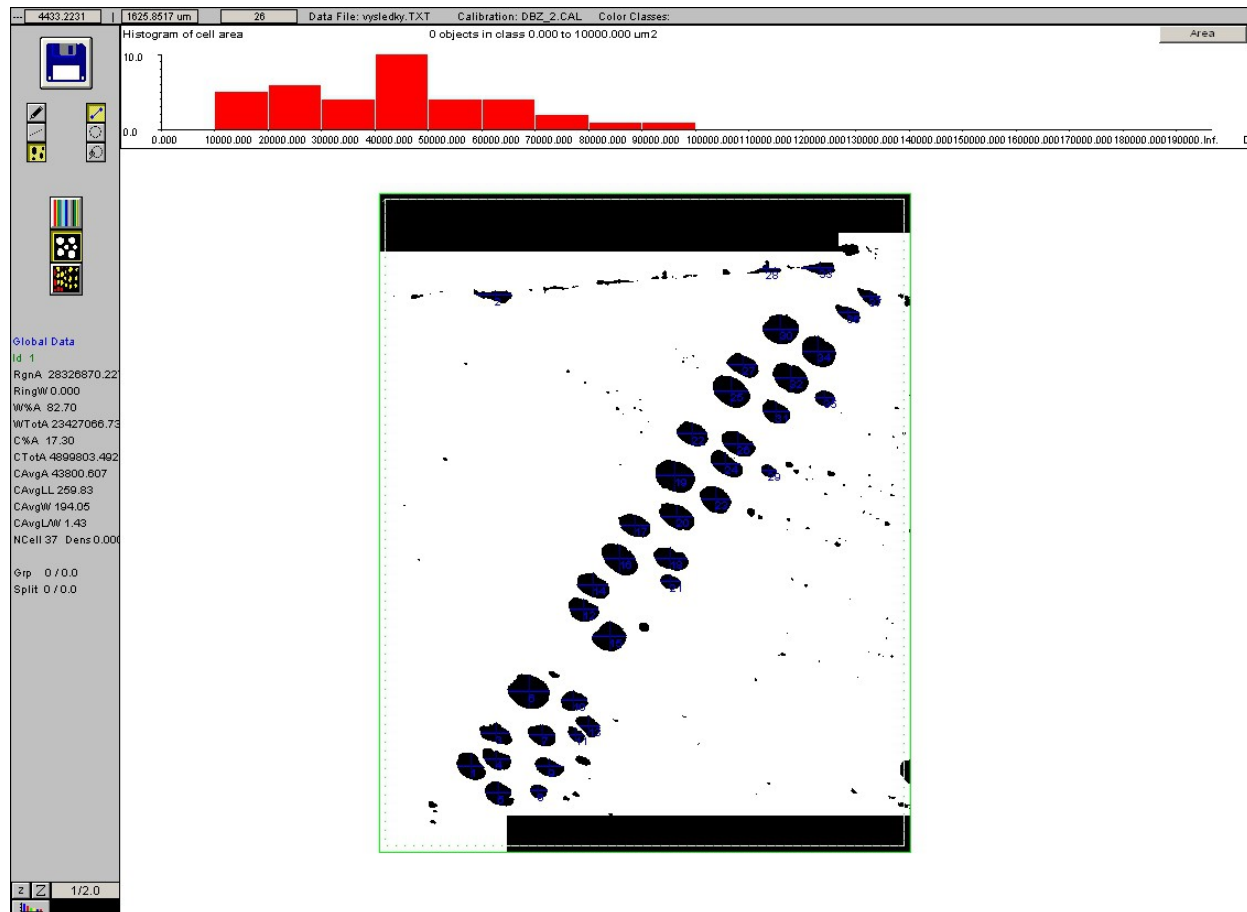 --- 4433.2231 | 1625.8517 um 26 Data File: vysledky.TXT Calibration: DBZ_2.CAL Color Classes:
Histogram of cell area 0 objects in class 0.000 to 10000.000 um2 Area
10.0
0.0
0.000 10000.000 20000.000 30000.000 40000.000 50000.000 60000.000 70000.000 80000.000 90000.000 100000.000 110000.000 120000.000 130000.000 140000.000 150000.000 160000.000 170000.000 180000.000 190000. Inf.
Global Data
Id 1
RgnA 28326870.22
RingW 0.000
W%A 82.70
WTotA 23427066.73
C%A 17.30
CTotA 4899803.492
CAvgA 43800.607
CAvgLL 259.83
CAvgW 194.05
CAvgL/W 1.43
NCell 37 Dens 0.000
Grp 0 / 0.0
Split 0 / 0.0
28
29
21
z Z 1/2.0